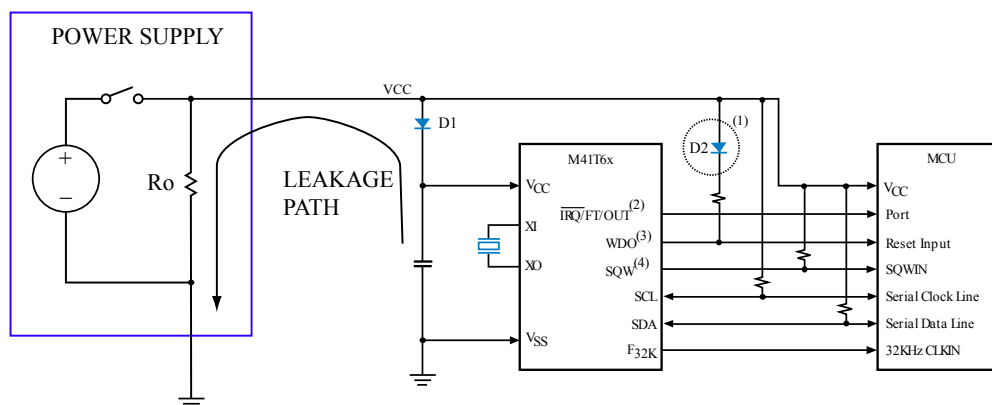 POWER SUPPLY
+
−
Ro
VCC
D1
LEAKAGE
PATH
M41T6x
VCC
XI
XO
VSS
IRQ/FT/OUT(2)
WDO(3)
SQW(4)
SCL
SDA
F32K
D2
(1)
MCU
VCC
Port
Reset Input
SQWIN
Serial Clock Line
Serial Data Line
32KHz CLKIN